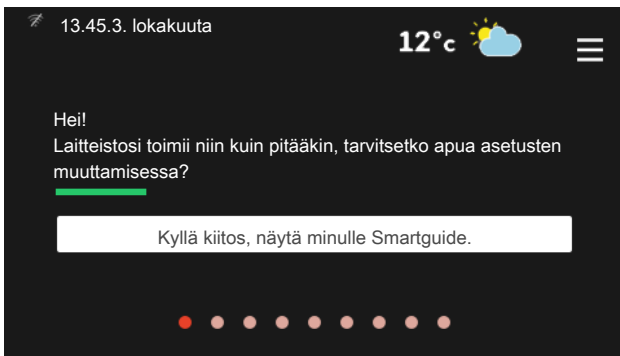 13.45.3. lokakuuta
12°c
Hei!
Laitteistosi toimii niin kuin pitääkin, tarvitsetko apua asetusten
muuttamisessa?
Kyllä kiitos, näytä minulle Smartguide.